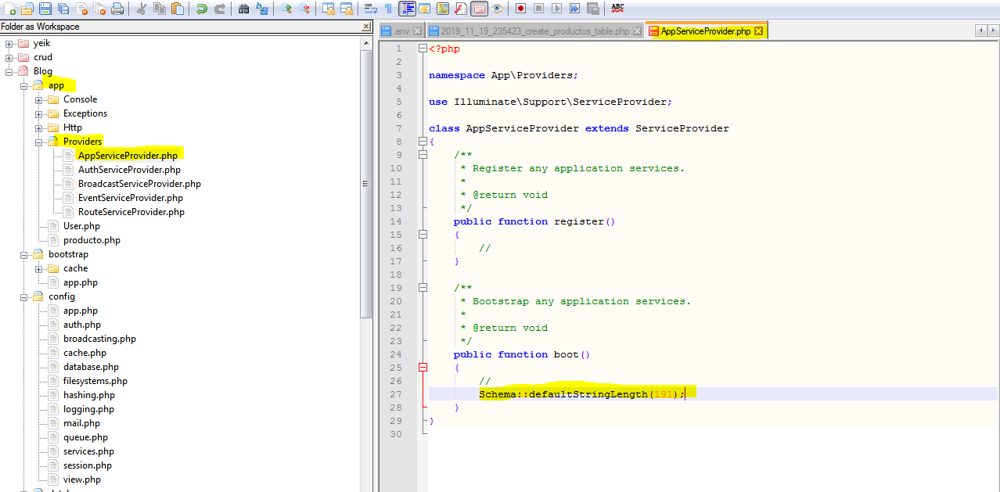 ABC
Folder as Workspace
yeik
crud
Blog
app
Console
Exceptions
Http
Providers
AppServiceProvider.php
AuthServiceProvider.php
BroadcastServiceProvider.php
EventServiceProvider.php
RouteServiceProvider.php
User.php
producto.php
bootstrap
cache
app.php
config
app.php
auth.php
broadcasting.php
cache.php
database.php
filesystems.php
hashing.php
logging.php
mail.php
queue.php
services.php
session.php
view.php
.env
2019_11_19_235423_create_productos_table.php
AppServiceProvider.php
1 <?php
2
3 namespace App\Providers;
4
5 use Illuminate\Support\ServiceProvider;
6
7 class AppServiceProvider extends ServiceProvider
8 {
9 /**
10 * Register any application services.
11 *
12 * @return void
13 */
14 public function register()
15 {
16 //
17 }
18
19 /**
20 * Bootstrap any application services.
21 *
22 * @return void
23 */
24 public function boot()
25 {
26 //
27 Schema::defaultStringLength(191);
28 }
29 }
30